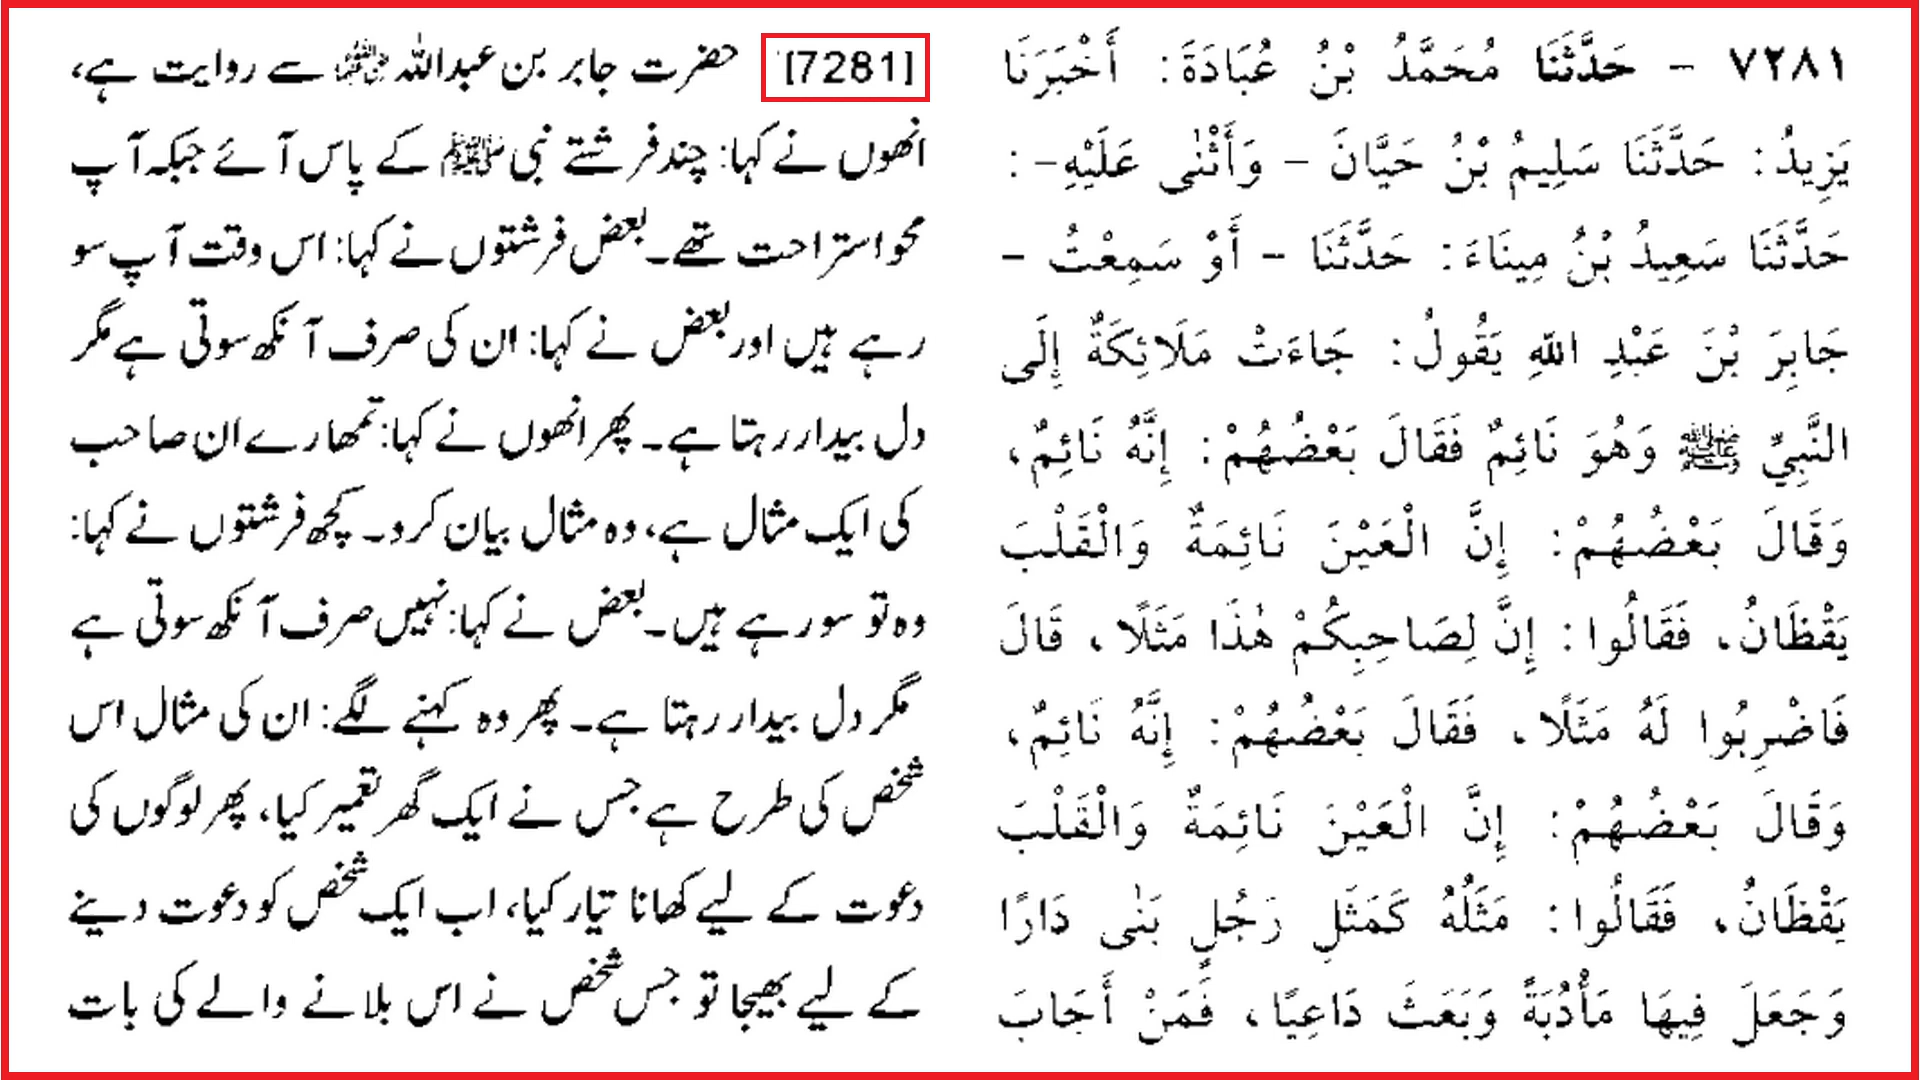 ٧٢٨١ - حَدَّثَنَا مُحَمَّدُ بْنُ عُبَادَةَ: أَخْبَرَنَا
يَزِيدُ: حَدَّثَنَا سَلِيمُ بْنُ حَيَّانَ - وَأَثْنٰى عَلَيْهِ-:
حَدَّثَنَا سَعِيدُ بْنُ مِينَاءَ: حَدَّثَنَا - أَوْ سَمِعْتُ -
جَابِرَ بْنَ عَبْدِ اللهِ يَقُولُ: جَاءَتْ مَلَائِكَةٌ إِلَى
النَّبِيِّ ﷺ وَهُوَ نَائِمٌ فَقَالَ بَعْضُهُمْ: إِنَّهُ نَائِمٌ،
وَقَالَ بَعْضُهُمْ: إِنَّ الْعَيْنَ نَائِمَةٌ وَالْقَلْبَ
يَقْظَانُ، فَقَالُوا: إِنَّ لِصَاحِبِكُمْ هٰذَا مَثَلًا، قَالَ
فَاضْرِبُوا لَهُ مَثَلًا، فَقَالَ بَعْضُهُمْ: إِنَّهُ نَائِمٌ،
وَقَالَ بَعْضُهُمْ: إِنَّ الْعَيْنَ نَائِمَةٌ وَالْقَلْبَ
يَقْظَانُ، فَقَالُوا: مَثَلُهُ كَمَثَلِ رَجُلٍ بَنٰى دَارًا
وَجَعَلَ فِيهَا مَأْدُبَةً وَبَعَثَ دَاعِيًا، فَمَنْ أَجَابَ
[7281] حضرت جابر بن عبداللہ ؓ سے روایت ہے،
انھوں نے کہا: چند فرشتے نبی ﷺ کے پاس آئے جبکہ آپ
محو استراحت تھے۔ بعض فرشتوں نے کہا: اس وقت آپ سو
رہے ہیں اور بعض نے کہا: ان کی صرف آنکھ سوتی ہے مگر
دل بیدار رہتا ہے۔ پھر انھوں نے کہا: تمھارے ان صاحب
کی ایک مثال ہے، وہ مثال بیان کرو۔ کچھ فرشتوں نے کہا:
وہ تو سو رہے ہیں۔ بعض نے کہا: نہیں صرف آنکھ سوتی ہے
مگر دل بیدار رہتا ہے۔ پھر وہ کہنے لگے: ان کی مثال اس
شخص کی طرح ہے جس نے ایک گھر تعمیر کیا، پھر لوگوں کی
دعوت کے لیے کھانا تیار کیا، اب ایک شخص کو دعوت دینے
کے لیے بھیجا تو جس شخص نے اس بلانے والے کی بات